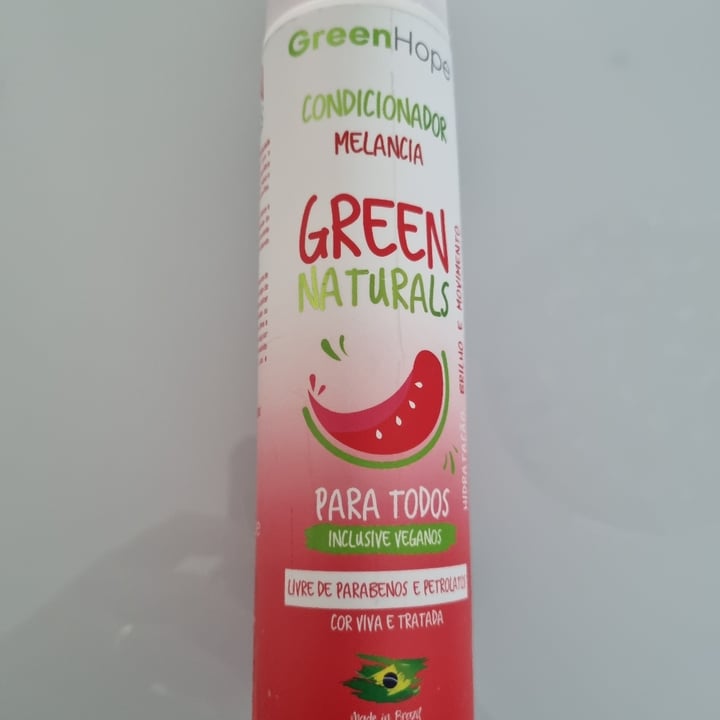 GreenHope
CONDICIONADOR
MELANCIA
GREEN
NATURALS
PARA TODOS
INCLUSIVE VEGANOS
LIVRE DE PARABENOS E PETROLATOS
COR VIVA E TRATADA
Made in Brazil
HIDRATAÇÃO BRILHO E MOVIMENTO